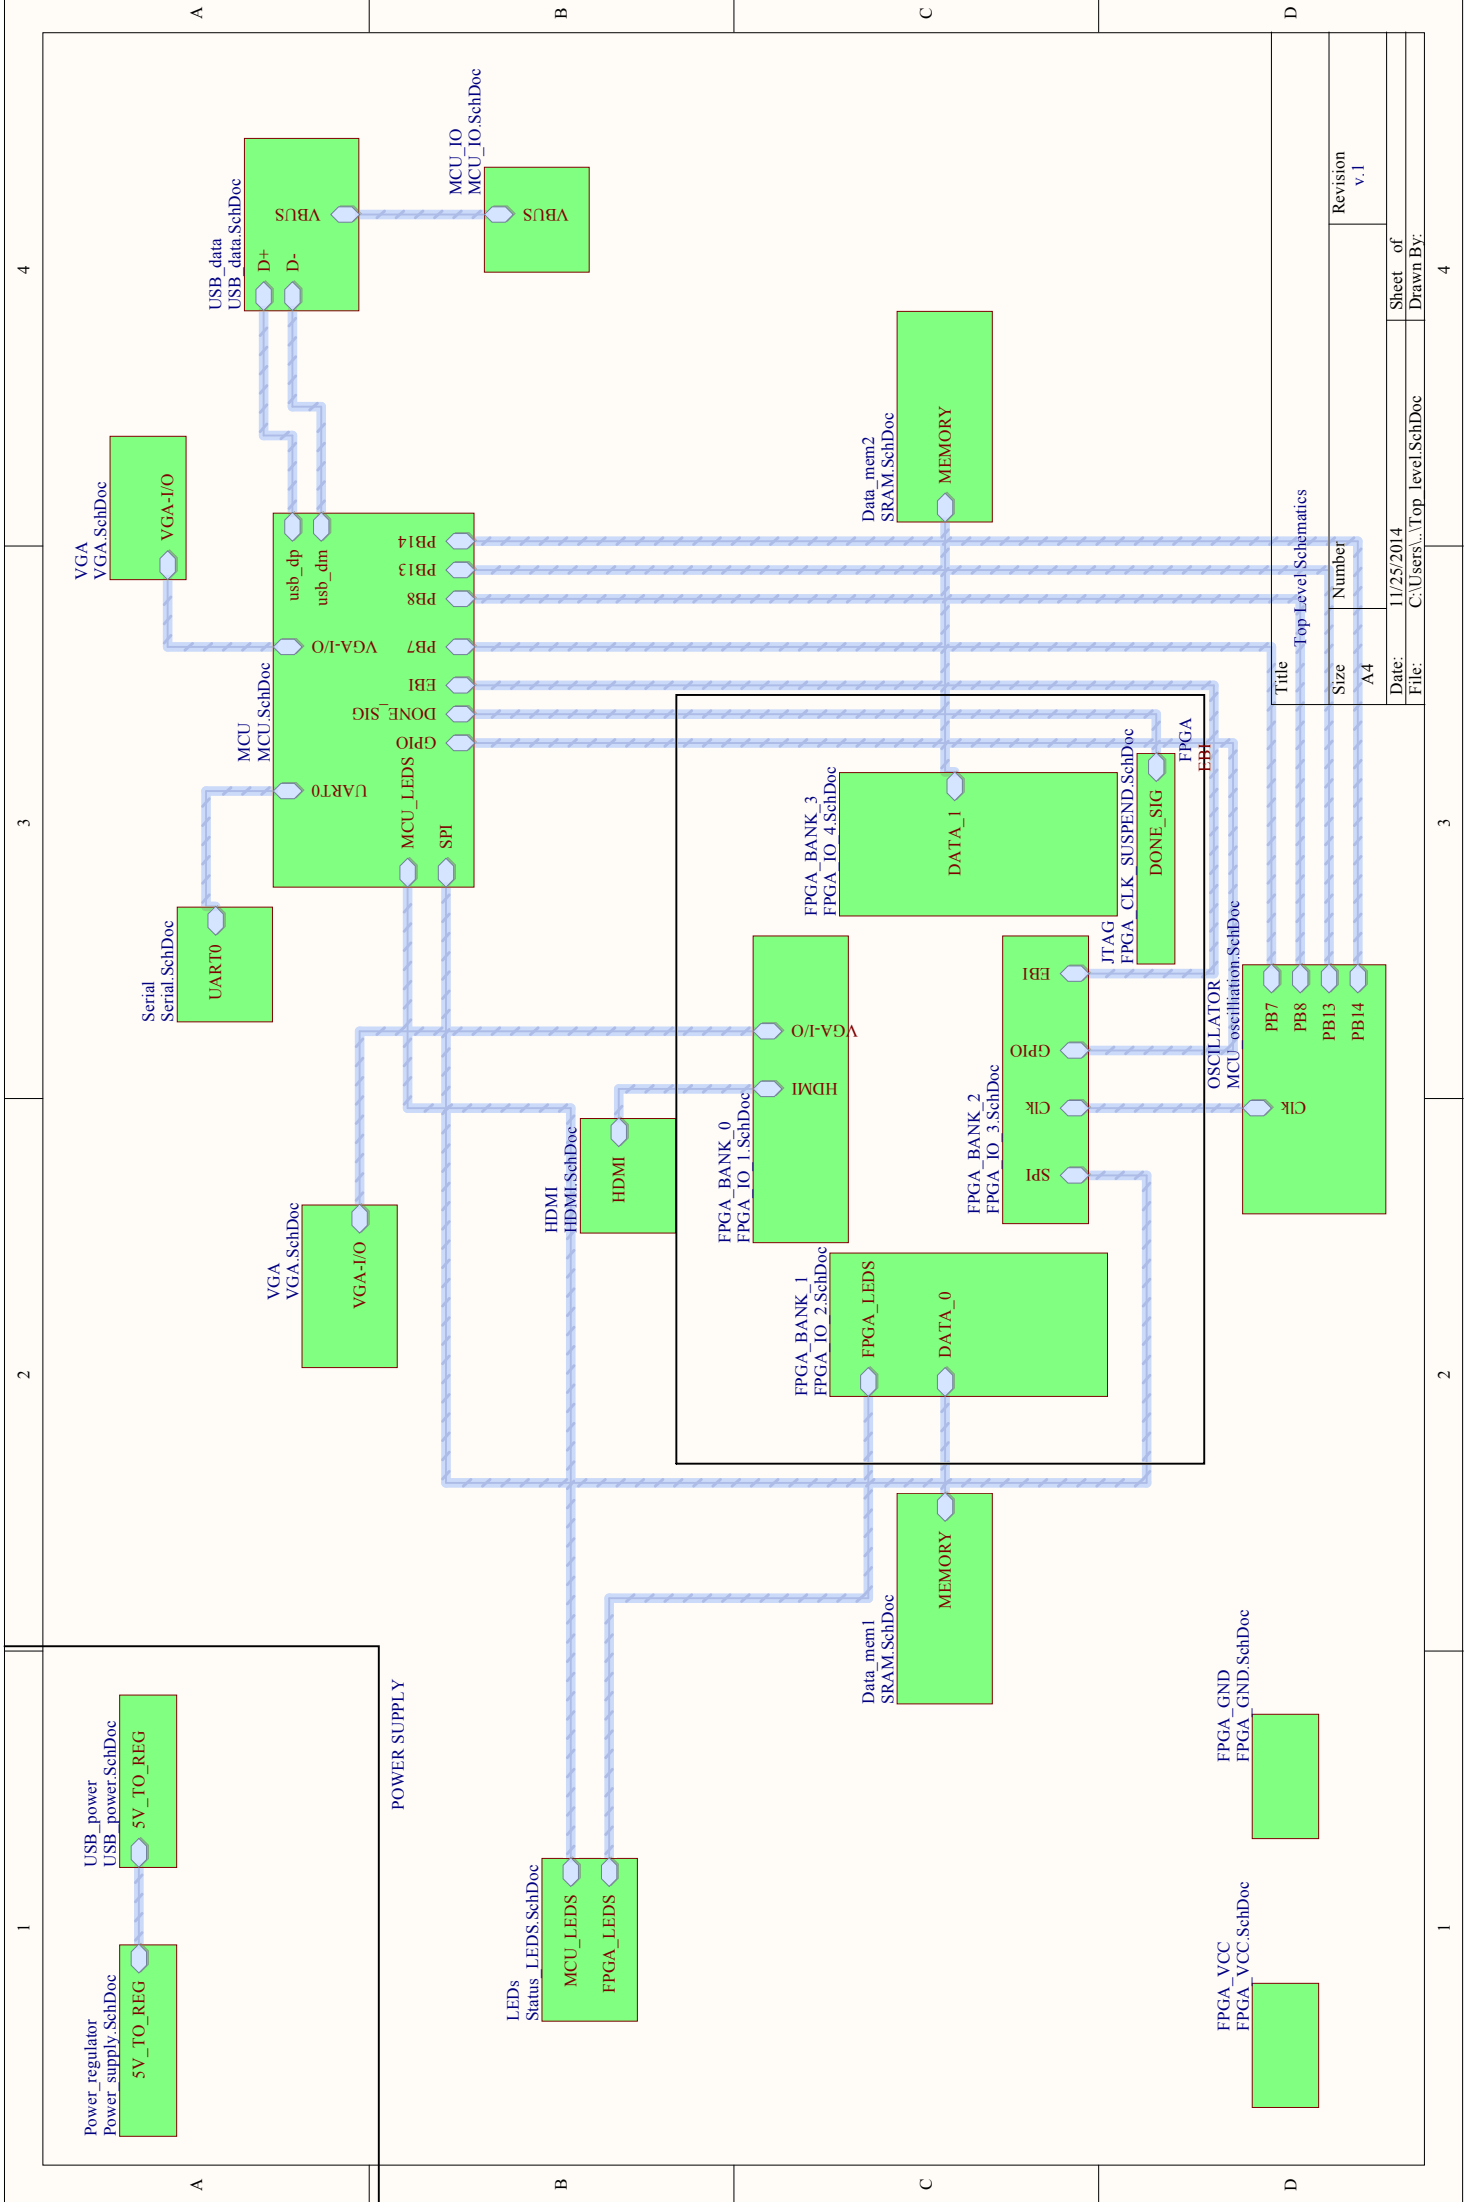 1
2
3
4
A
A
POWER SUPPLY
Power_regulator
Power_supply.SchDoc
5V_TO_REG
USB_power
USB_power.SchDoc
5V_TO_REG
Serial
Serial.SchDoc
UART0
VGA
VGA.SchDoc
VGA-I/O
USB_data
USB_data.SchDoc
D+
D-
VBUS
MCU
MCU.SchDoc
UART0
VGA-I/O
usb_dp
usb_dm
MCU_LEDS
SPI
GPIO
DONE_SIG
EBI
PB7
PB8
PB13
PB14
VGA
VGA.SchDoc
VGA-I/O
MCU_IO
MCU_IO.SchDoc
VBUS
B
B
LEDs
Status_LEDS.SchDoc
MCU_LEDS
FPGA_LEDS
HDMI
HDMI.SchDoc
HDMI
FPGA_BANK_0
FPGA_IO_1.SchDoc
HDMI
VGA-I/O
FPGA_BANK_1
FPGA_IO_2.SchDoc
FPGA_LEDS
DATA_0
FPGA_BANK_3
FPGA_IO_4.SchDoc
DATA_1
C
C
Data_mem1
SRAM.SchDoc
MEMORY
Data_mem2
SRAM.SchDoc
MEMORY
FPGA_BANK_2
FPGA_IO_3.SchDoc
SPI
Clk
GPIO
EBI
JTAG
FPGA_CLK_SUSPEND.SchDoc
DONE_SIG
FPGA
EBI
OSCILLATOR
MCU_oscilliation.SchDoc
Clk
PB7
PB8
PB13
PB14
FPGA_VCC
FPGA_VCC.SchDoc
FPGA_GND
FPGA_GND.SchDoc
D
D
Title
Top Level Schematics
Size
A4
Number
Revision
v.1
Date:
11/25/2014
Sheet of
File:
C:\Users\..\Top_level.SchDoc
Drawn By:
1
2
3
4